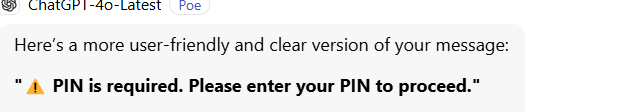 ChatGPT-4o-Latest Poe
Here's a more user-friendly and clear version of your message:
"⚠️ PIN is required. Please enter your PIN to proceed."